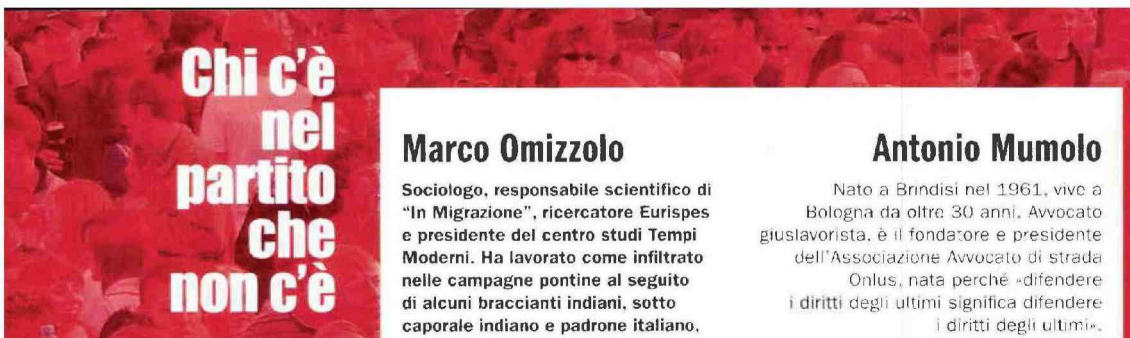 Chi c'è
nel
partito
che
non c'è
Marco Omizzolo
Sociologo, responsabile scientifico di
"In Migrazione", ricercatore Eurispes
e presidente del centro studi Tempi
Moderni. Ha lavorato come infiltrato
nelle campagne pontine al seguito
di alcuni braccianti indiani, sotto
caporale indiano e padrone italiano,
Antonio Mumolo
Nato a Brindisi nel 1961, vive a
Bologna da oltre 30 anni. Avvocato
giuslavorista, è il fondatore e presidente
dell'Associazione Avvocato di strada
Onlus, nata perché «difendere
i diritti degli ultimi significa difendere
i diritti degli ultimi».